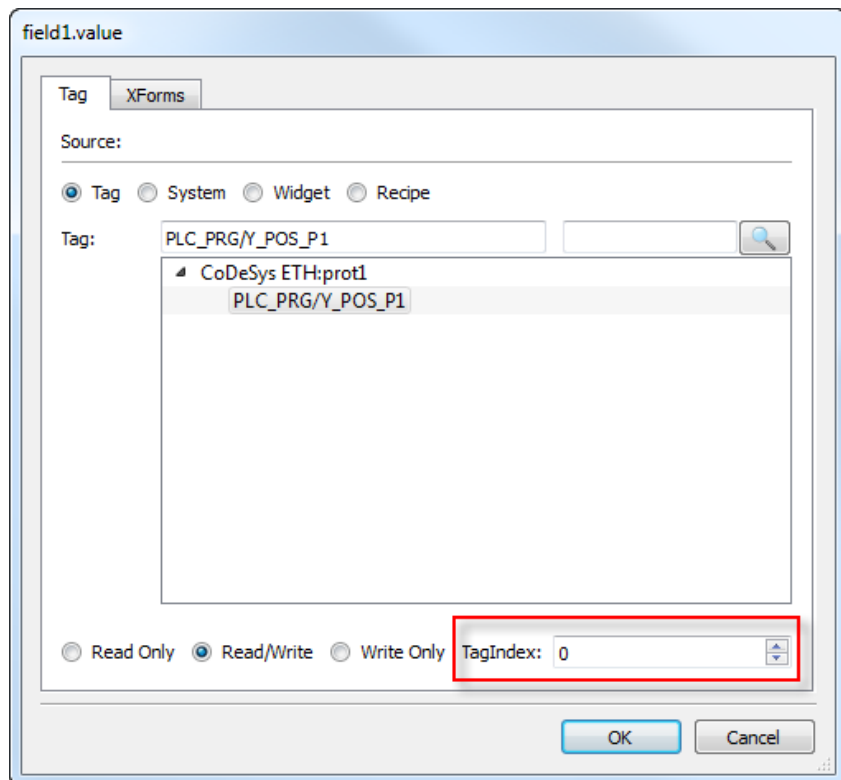 field1.value
Tag XForms
Source:
Tag System Widget Recipe
Tag: PLC_PRG/Y_POS_P1
CoDeSys ETH:prot1
PLC_PRG/Y_POS_P1
Read Only Read/Write Write Only TagIndex: 0
OK Cancel